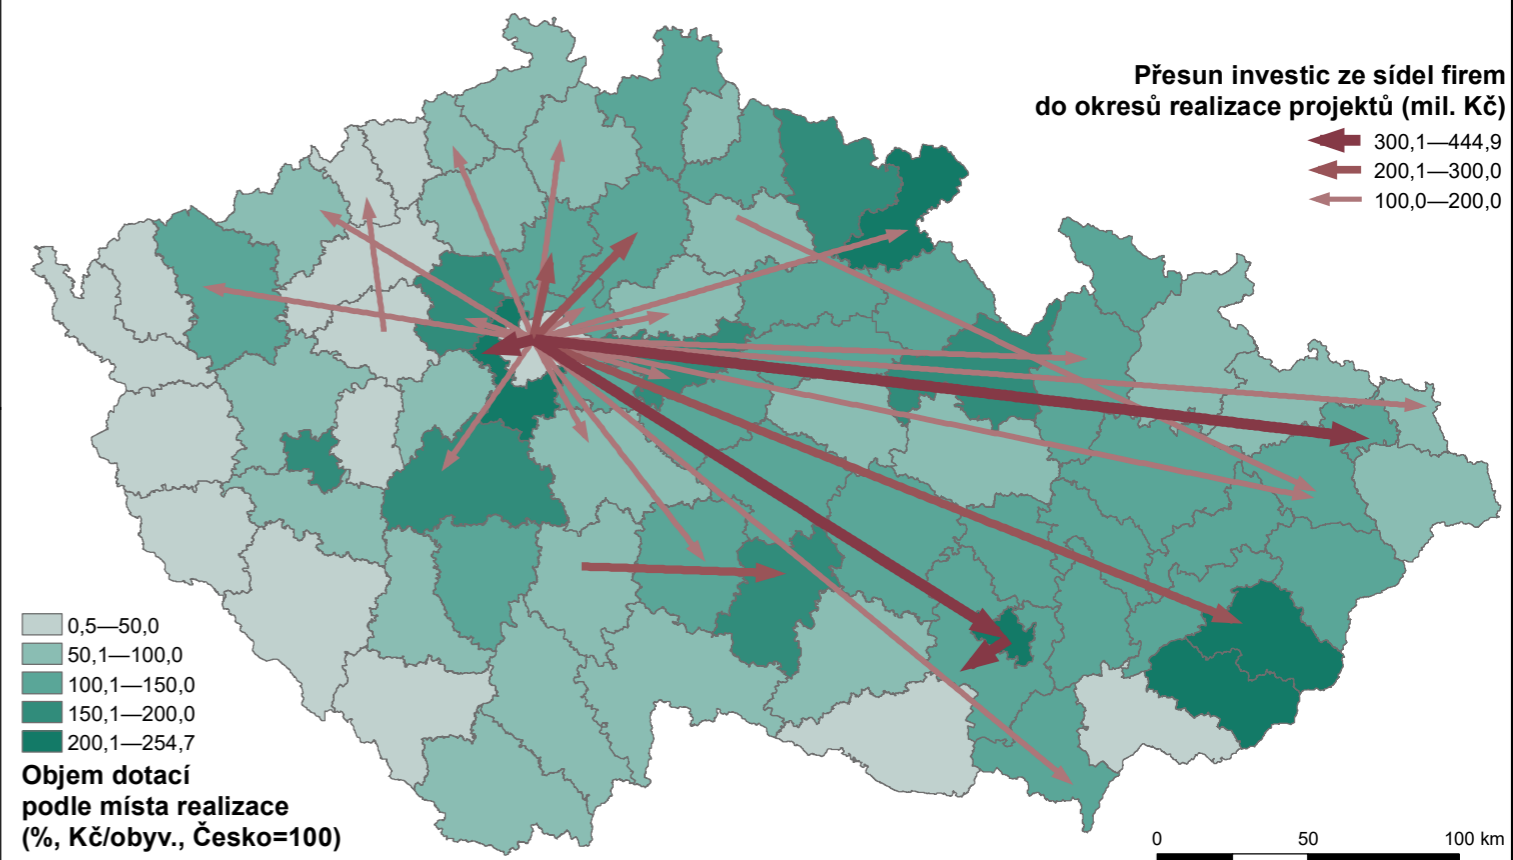 Přesun investic ze sídel firem
do okresů realizace projektů (mil. Kč)
300,1—444,9
200,1—300,0
100,0—200,0
0,5—50,0
50,1—100,0
100,1—150,0
150,1—200,0
200,1—254,7
Objem dotací
podle místa realizace
(%, Kč/obyv., Česko=100)
0 50 100 km